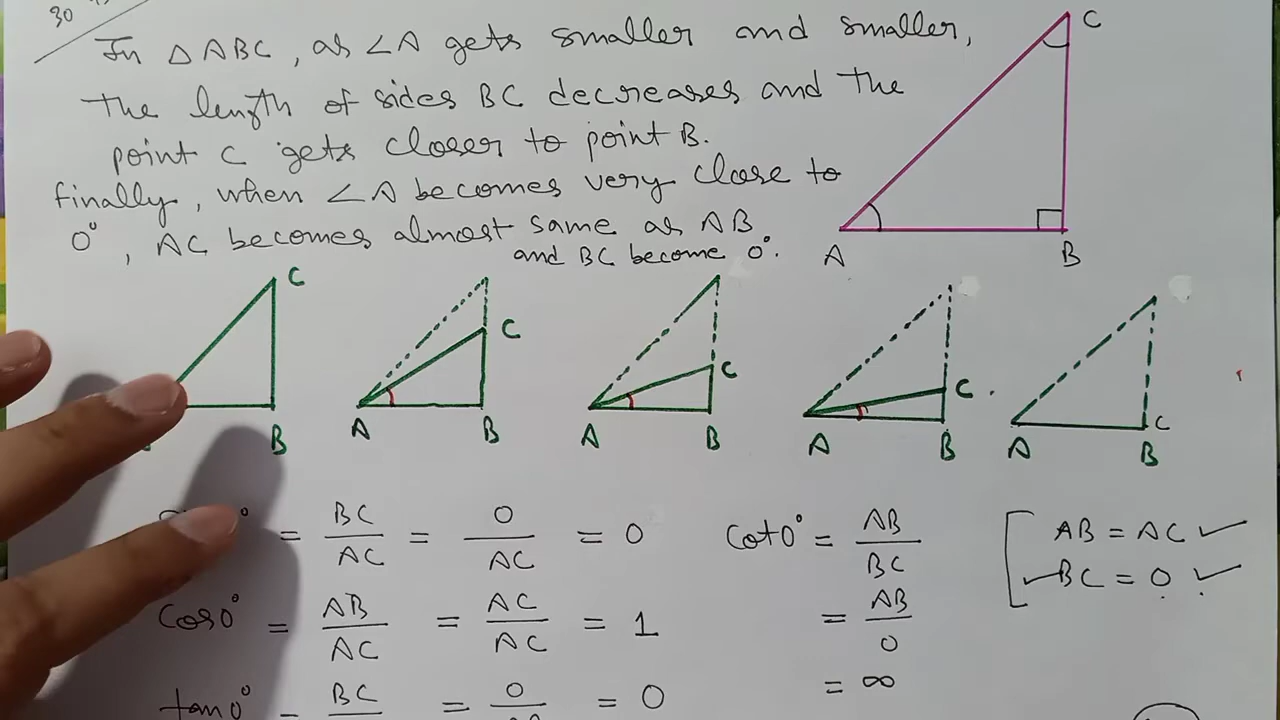 30
In △ABC, as ∠A gets smaller and smaller,
The length of sides BC decreases and The
point C gets closer to point B.
finally, when ∠A becomes very close to
0°, AC becomes almost same as AB
and BC become 0°.
C
A
B
C
B
A
C
B
A
C
B
A
C
B
A
C
B
° = BC/AC = 0/AC = 0
Cos0° = AB/AC = AC/AC = 1
tan0° = BC = 0 = 0
Cot0° = AB/BC
= AB/0
= ∞
AB = AC ✓
✓BC = 0 ✓